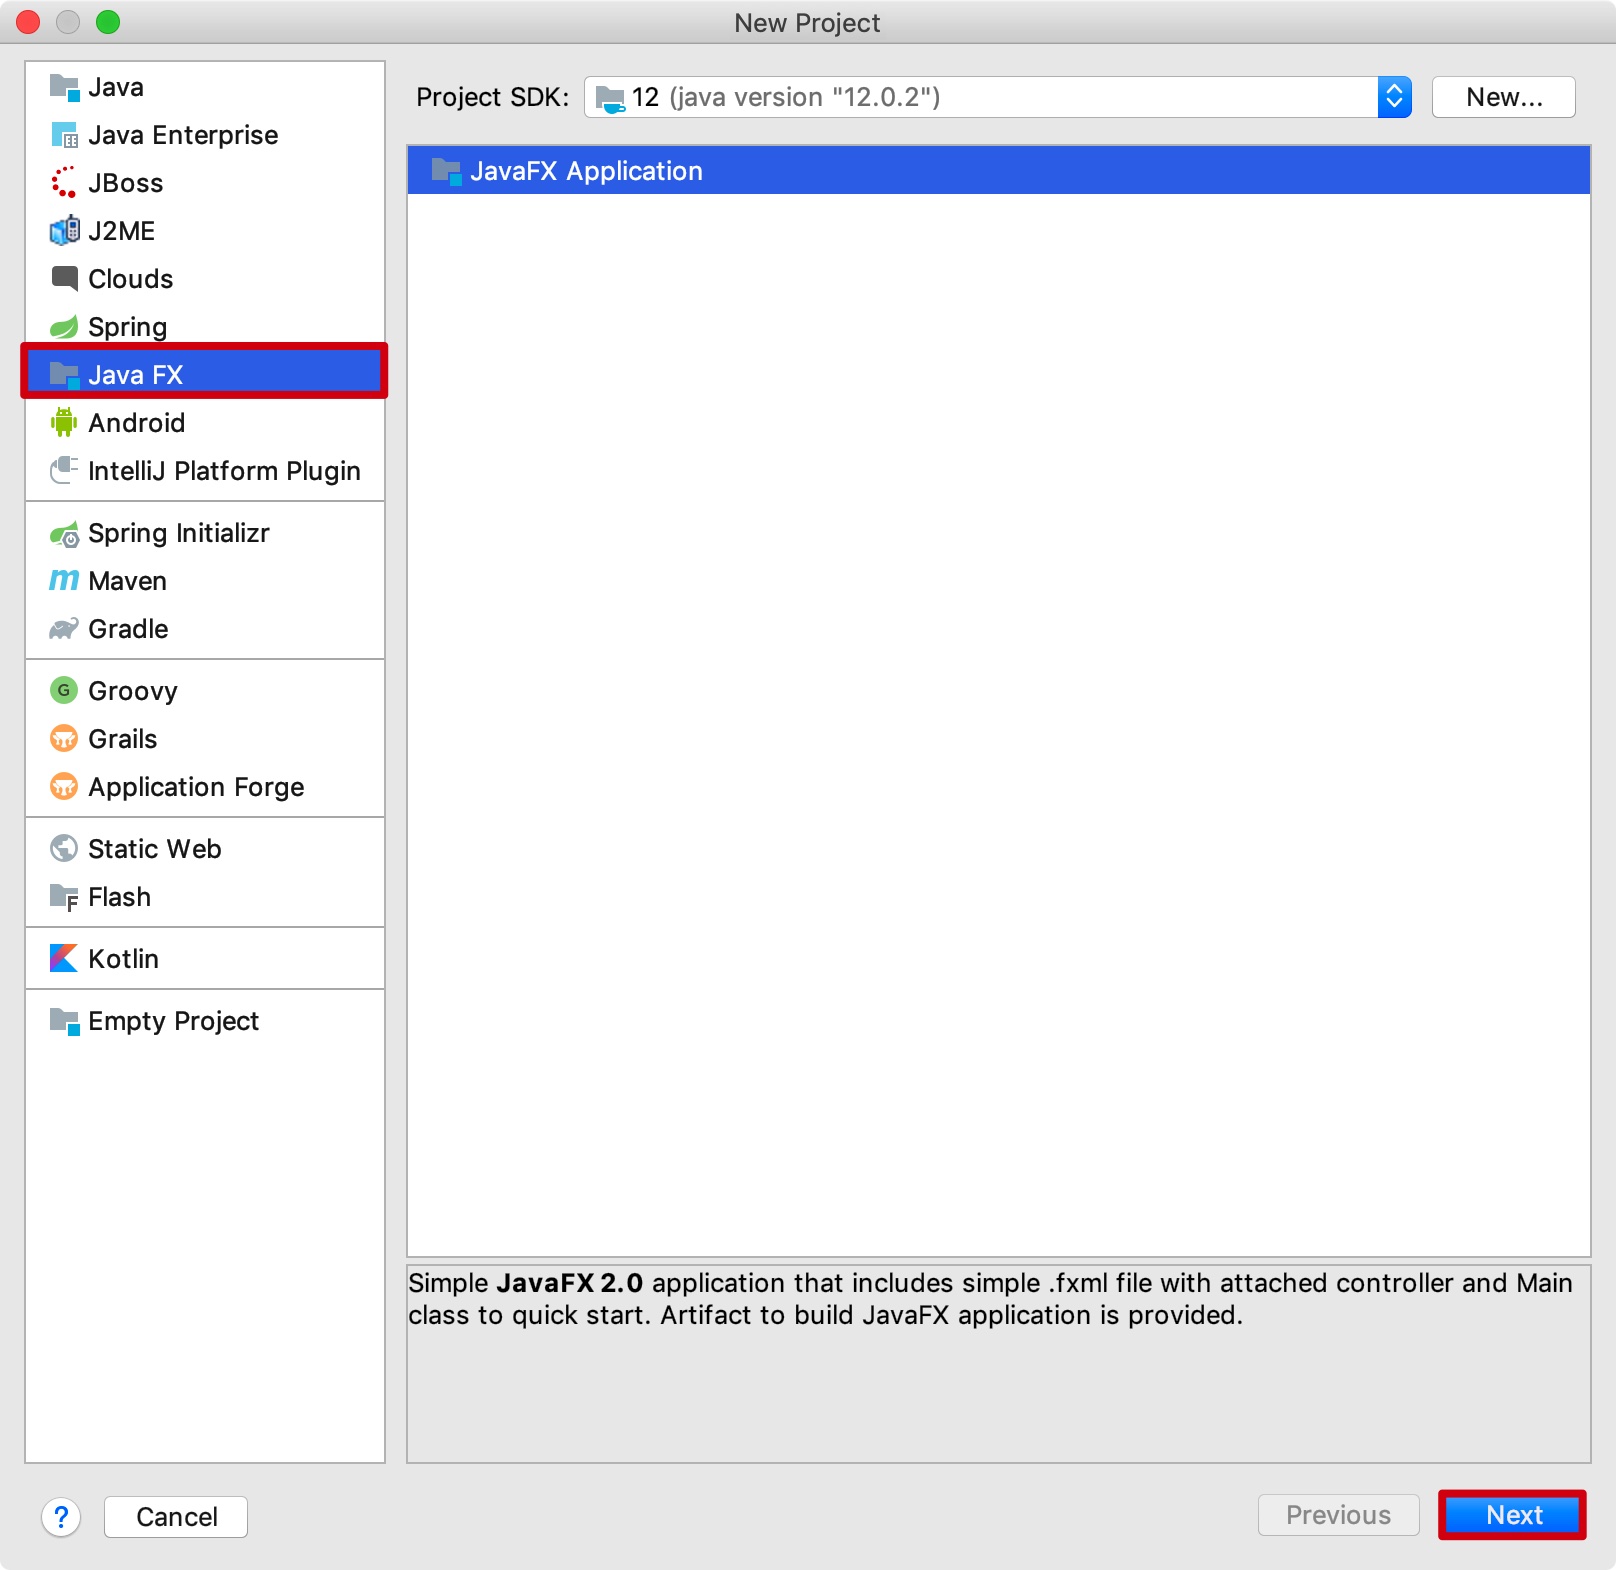 New Project
Java
Java Enterprise
JBoss
J2ME
Clouds
Spring
Java FX
Android
IntelliJ Platform Plugin
Spring Initializr
m Maven
Gradle
G Groovy
Grails
Application Forge
Static Web
F Flash
Kotlin
Empty Project
Project SDK: 12 (java version "12.0.2") New...
JavaFX Application
Simple JavaFX 2.0 application that includes simple .fxml file with attached controller and Main
class to quick start. Artifact to build JavaFX application is provided.
? Cancel Previous Next